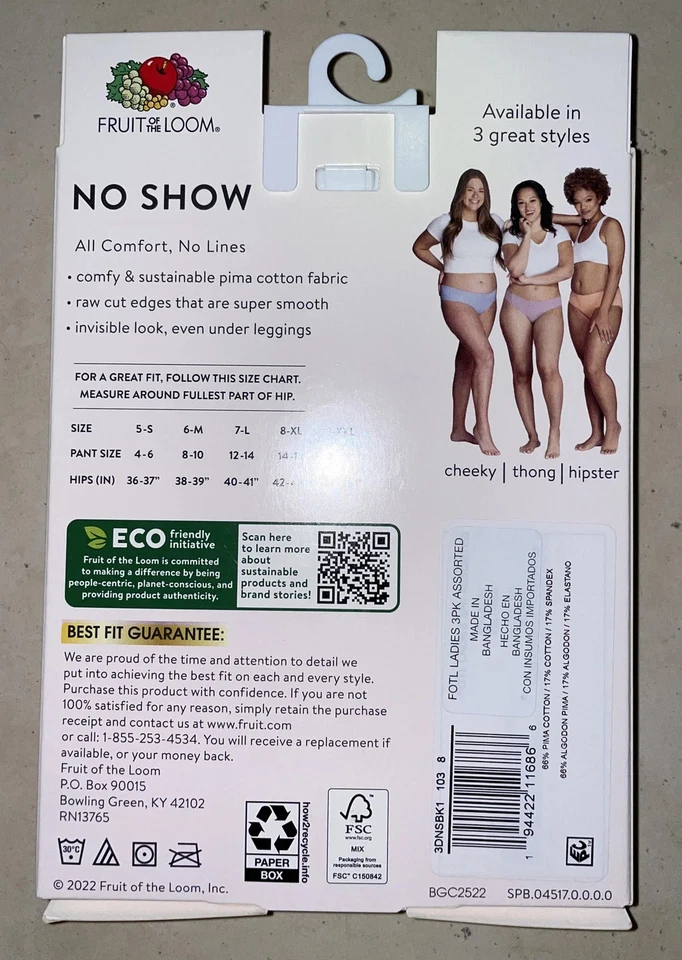 FRUIT OF THE LOOM®
Available in
3 great styles
NO SHOW
All Comfort, No Lines
• comfy & sustainable pima cotton fabric
• raw cut edges that are super smooth
• invisible look, even under leggings
FOR A GREAT FIT, FOLLOW THIS SIZE CHART.
MEASURE AROUND FULLEST PART OF HIP.
SIZE 5-S 6-M 7-L 8-XL
PANT SIZE 4-6 8-10 12-14
HIPS (IN) 36-37" 38-39" 40-41"
cheeky | thong | hipster
ECO friendly
initiative
Fruit of the Loom is committed
to making a difference by being
people-centric, planet-conscious, and
providing product authenticity.
Scan here
to learn more
about
sustainable
products and
brand stories!
BEST FIT GUARANTEE:
We are proud of the time and attention to detail we
put into achieving the best fit on each and every style.
Purchase this product with confidence. If you are not
100% satisfied for any reason, simply retain the purchase
receipt and contact us at www.fruit.com
or call: 1-855-253-4534. You will receive a replacement if
available, or your money back.
Fruit of the Loom
P.O. Box 90015
Bowling Green, KY 42102
RN13765
30°C
© 2022 Fruit of the Loom, Inc.
PAPER
BOX
how2recycle.info
FSC
www.fsc.org
MIX
Packaging from
responsible sources
FSC™ C150842
FOTL LADIES 3PK ASSORTED
MADE IN
BANGLADESH
HECHO EN
BANGLADESH
CON INSUMOS IMPORTADOS
66% PIMA COTTON / 17% COTTON / 17% SPANDEX
66% ALGODON PIMA / 17% ALGODON / 17% ELASTANO
3DNSBK1 103 8
1 94422 11686 6
BGC2522 SPB.04517.0.0.0.0